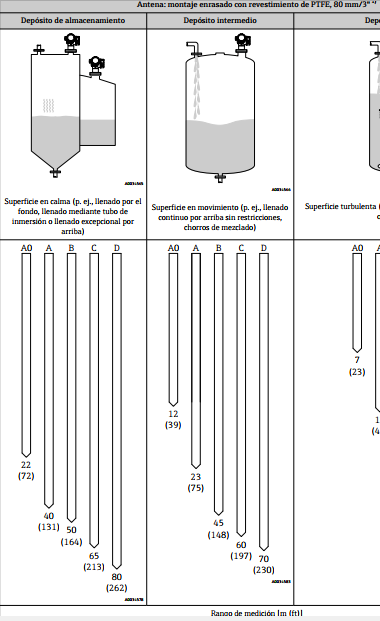 Antena: montaje enrasado con revestimiento de PTFE, 80 mm/3" *1
Depósito de almacenamiento
Depósito intermedio
A0034565
A0034566
Superficie en calma (p. ej., llenado por el
fondo, llenado mediante tubo de
inmersión o llenado excepcional por
arriba)
Superficie en movimiento (p. ej., llenado
continuo por arriba sin restricciones,
chorros de mezclado)
Superficie turbulenta (
A0 A B C D
A0 A B C D
A0
22
(72)
40
(131)
50
(164)
65
(213)
80
(262)
12
(39)
23
(75)
45
(148)
60
(197)
70
(230)
7
(23)
Rango de medición [m (ft)]